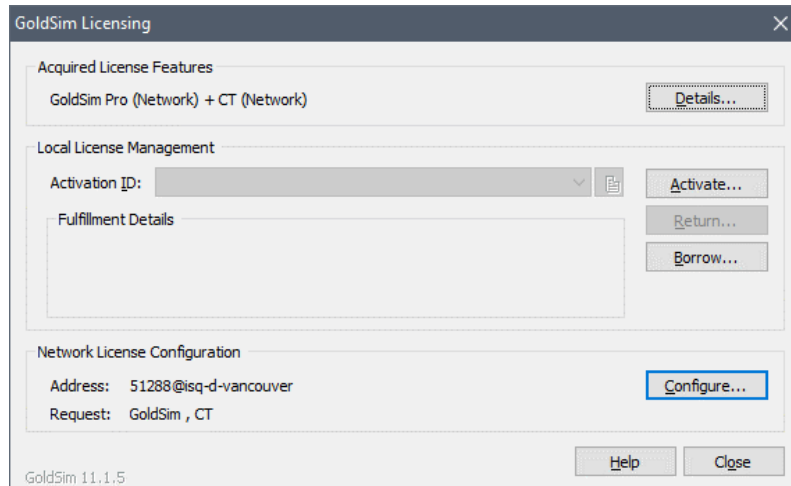 GoldSim Licensing
Acquired License Features
GoldSim Pro (Network) + CT (Network)
Details...
Local License Management
Activation ID:
Activate...
Fulfillment Details
Return...
Borrow...
Network License Configuration
Address: 51288@isq-d-vancouver
Configure...
Request: GoldSim , CT
Help
Close
GoldSim 11.1.5